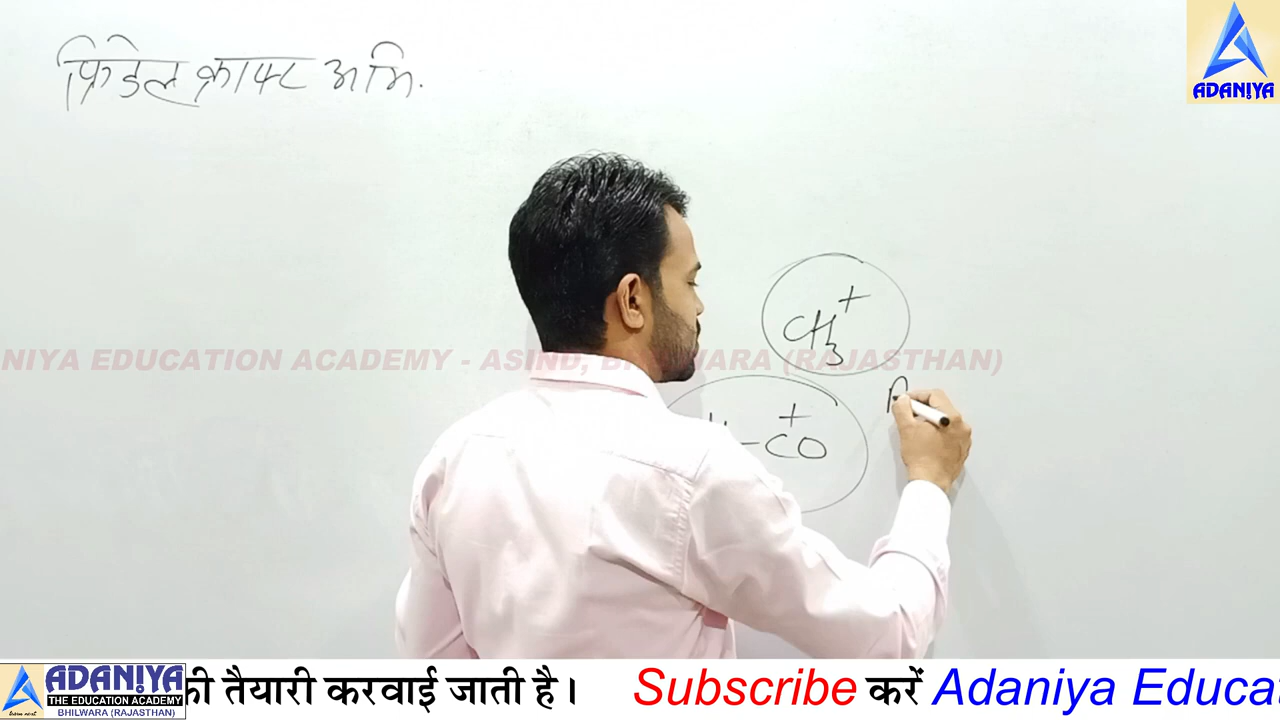 फ्रिडेल क्राफ्ट अभि.
ADANIYA
CH3+
NIYA EDUCATION ACADEMY - ASIND, BHILWARA (RAJASTHAN)
+
–CO
ADANIYA
THE EDUCATION ACADEMY
BHILWARA (RAJASTHAN)
की तैयारी करवाई जाती है। Subscribe करें Adaniya Educat